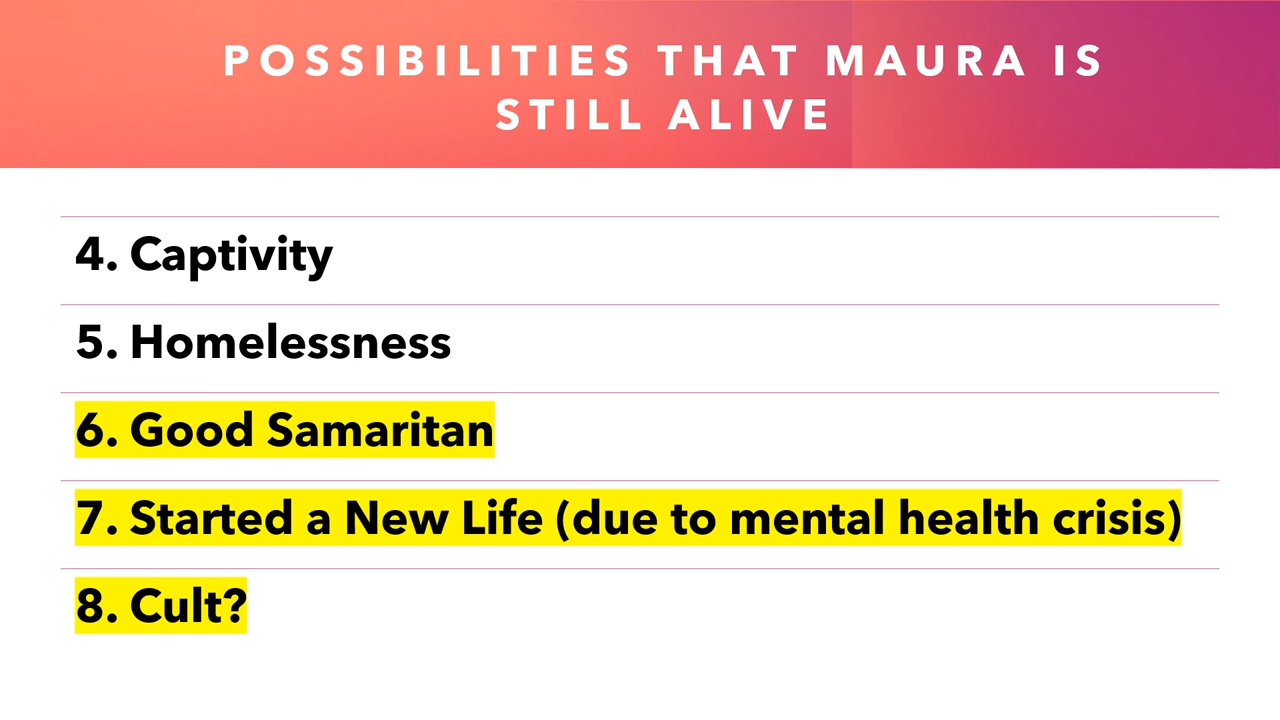 POSSIBILITIES THAT MAURA IS
STILL ALIVE
4. Captivity
5. Homelessness
6. Good Samaritan
7. Started a New Life (due to mental health crisis)
8. Cult?